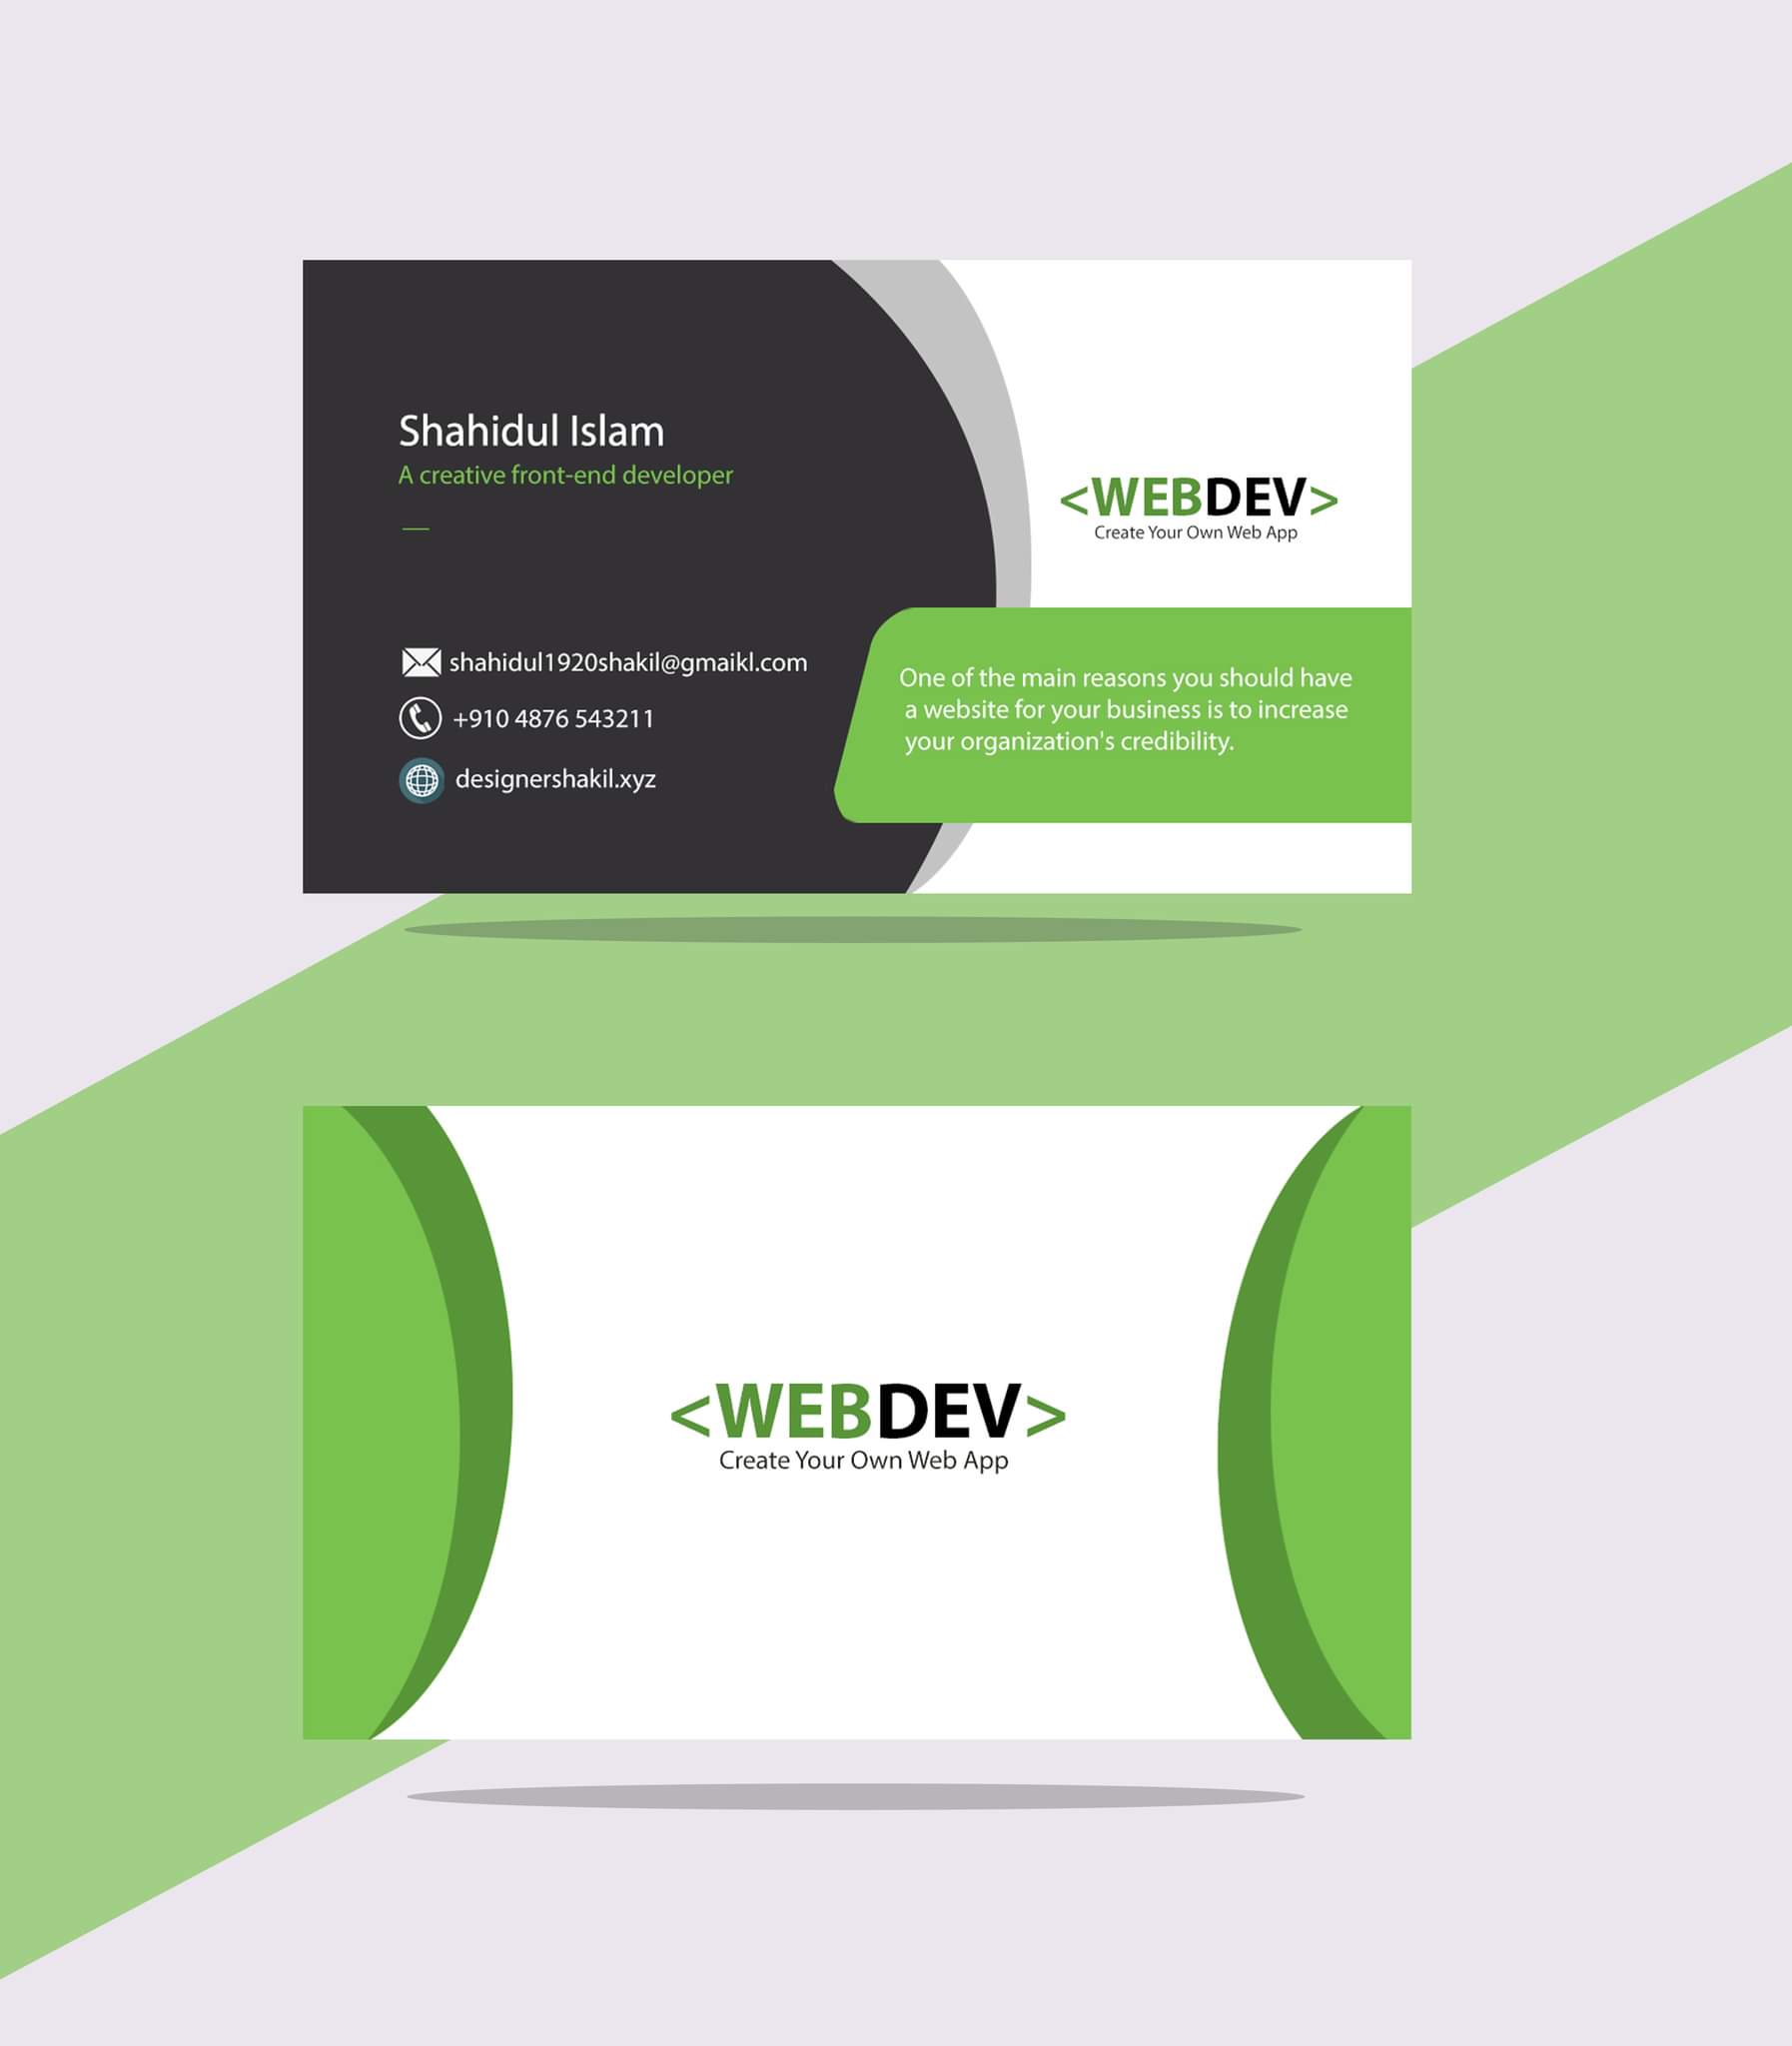 Shahidul Islam
A creative front-end developer
<WEBDEV>
Create Your Own Web App
shahidul1920shakil@gmaikl.com
+910 4876 543211
designershakil.xyz
One of the main reasons you should have
a website for your business is to increase
your organization's credibility.
<WEBDEV>
Create Your Own Web App